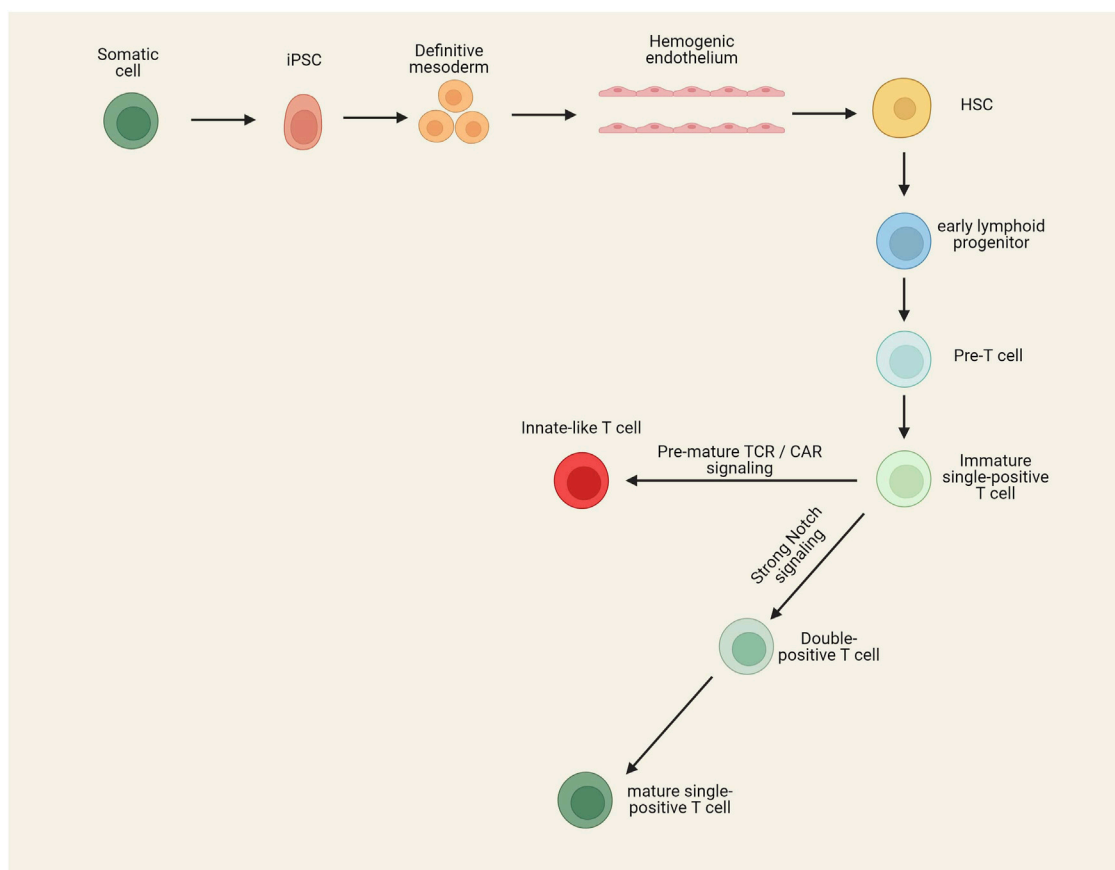 Somatic
cell
iPSC
Definitive
mesoderm
Hemogenic
endothelium
HSC
early lymphoid
progenitor
Pre-T cell
Immature
single-positive
T cell
Pre-mature TCR / CAR
signaling
Innate-like T cell
Strong Notch
signaling
Double-
positive T cell
mature single-
positive T cell